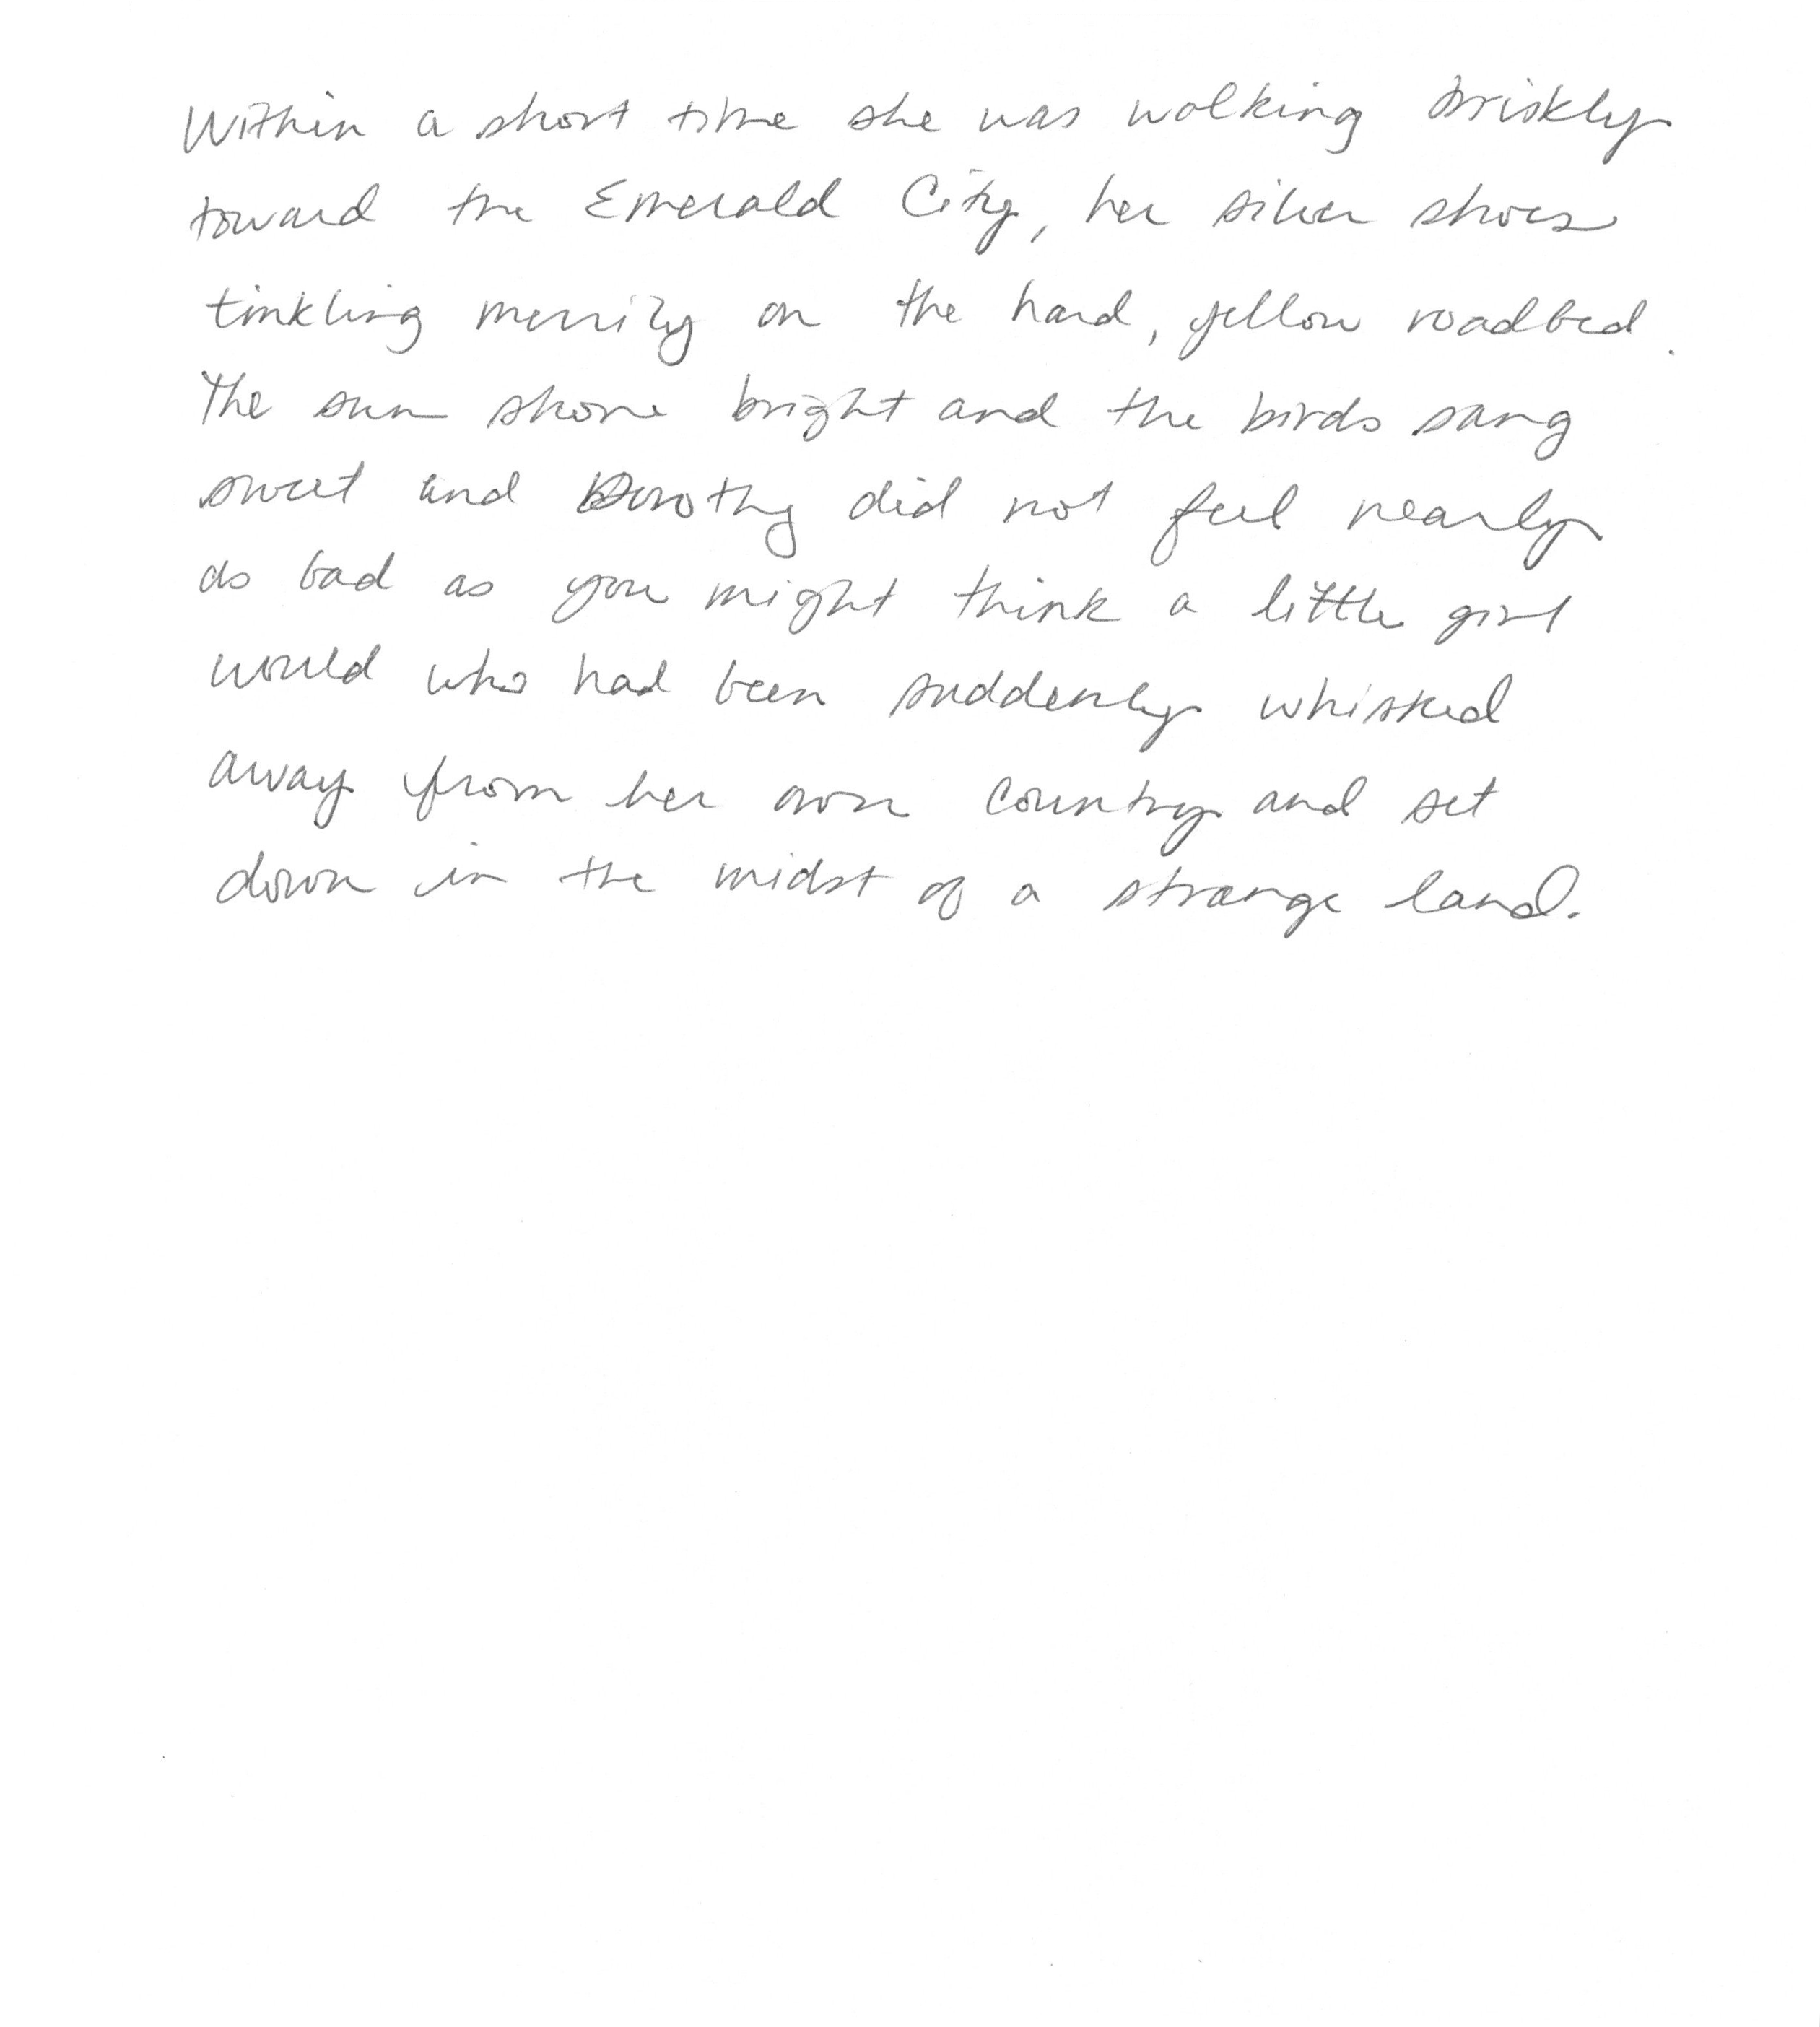 Within a short time she was walking briskly
toward the Emerald City, her silver shoes
tinkling merrily on the hard, yellow roadbed.
The sun shone bright and the birds sang
sweet and Dorothy did not feel nearly
as bad as you might think a little girl
would who had been suddenly whisked
away from her own country and set
down in the midst of a strange land.